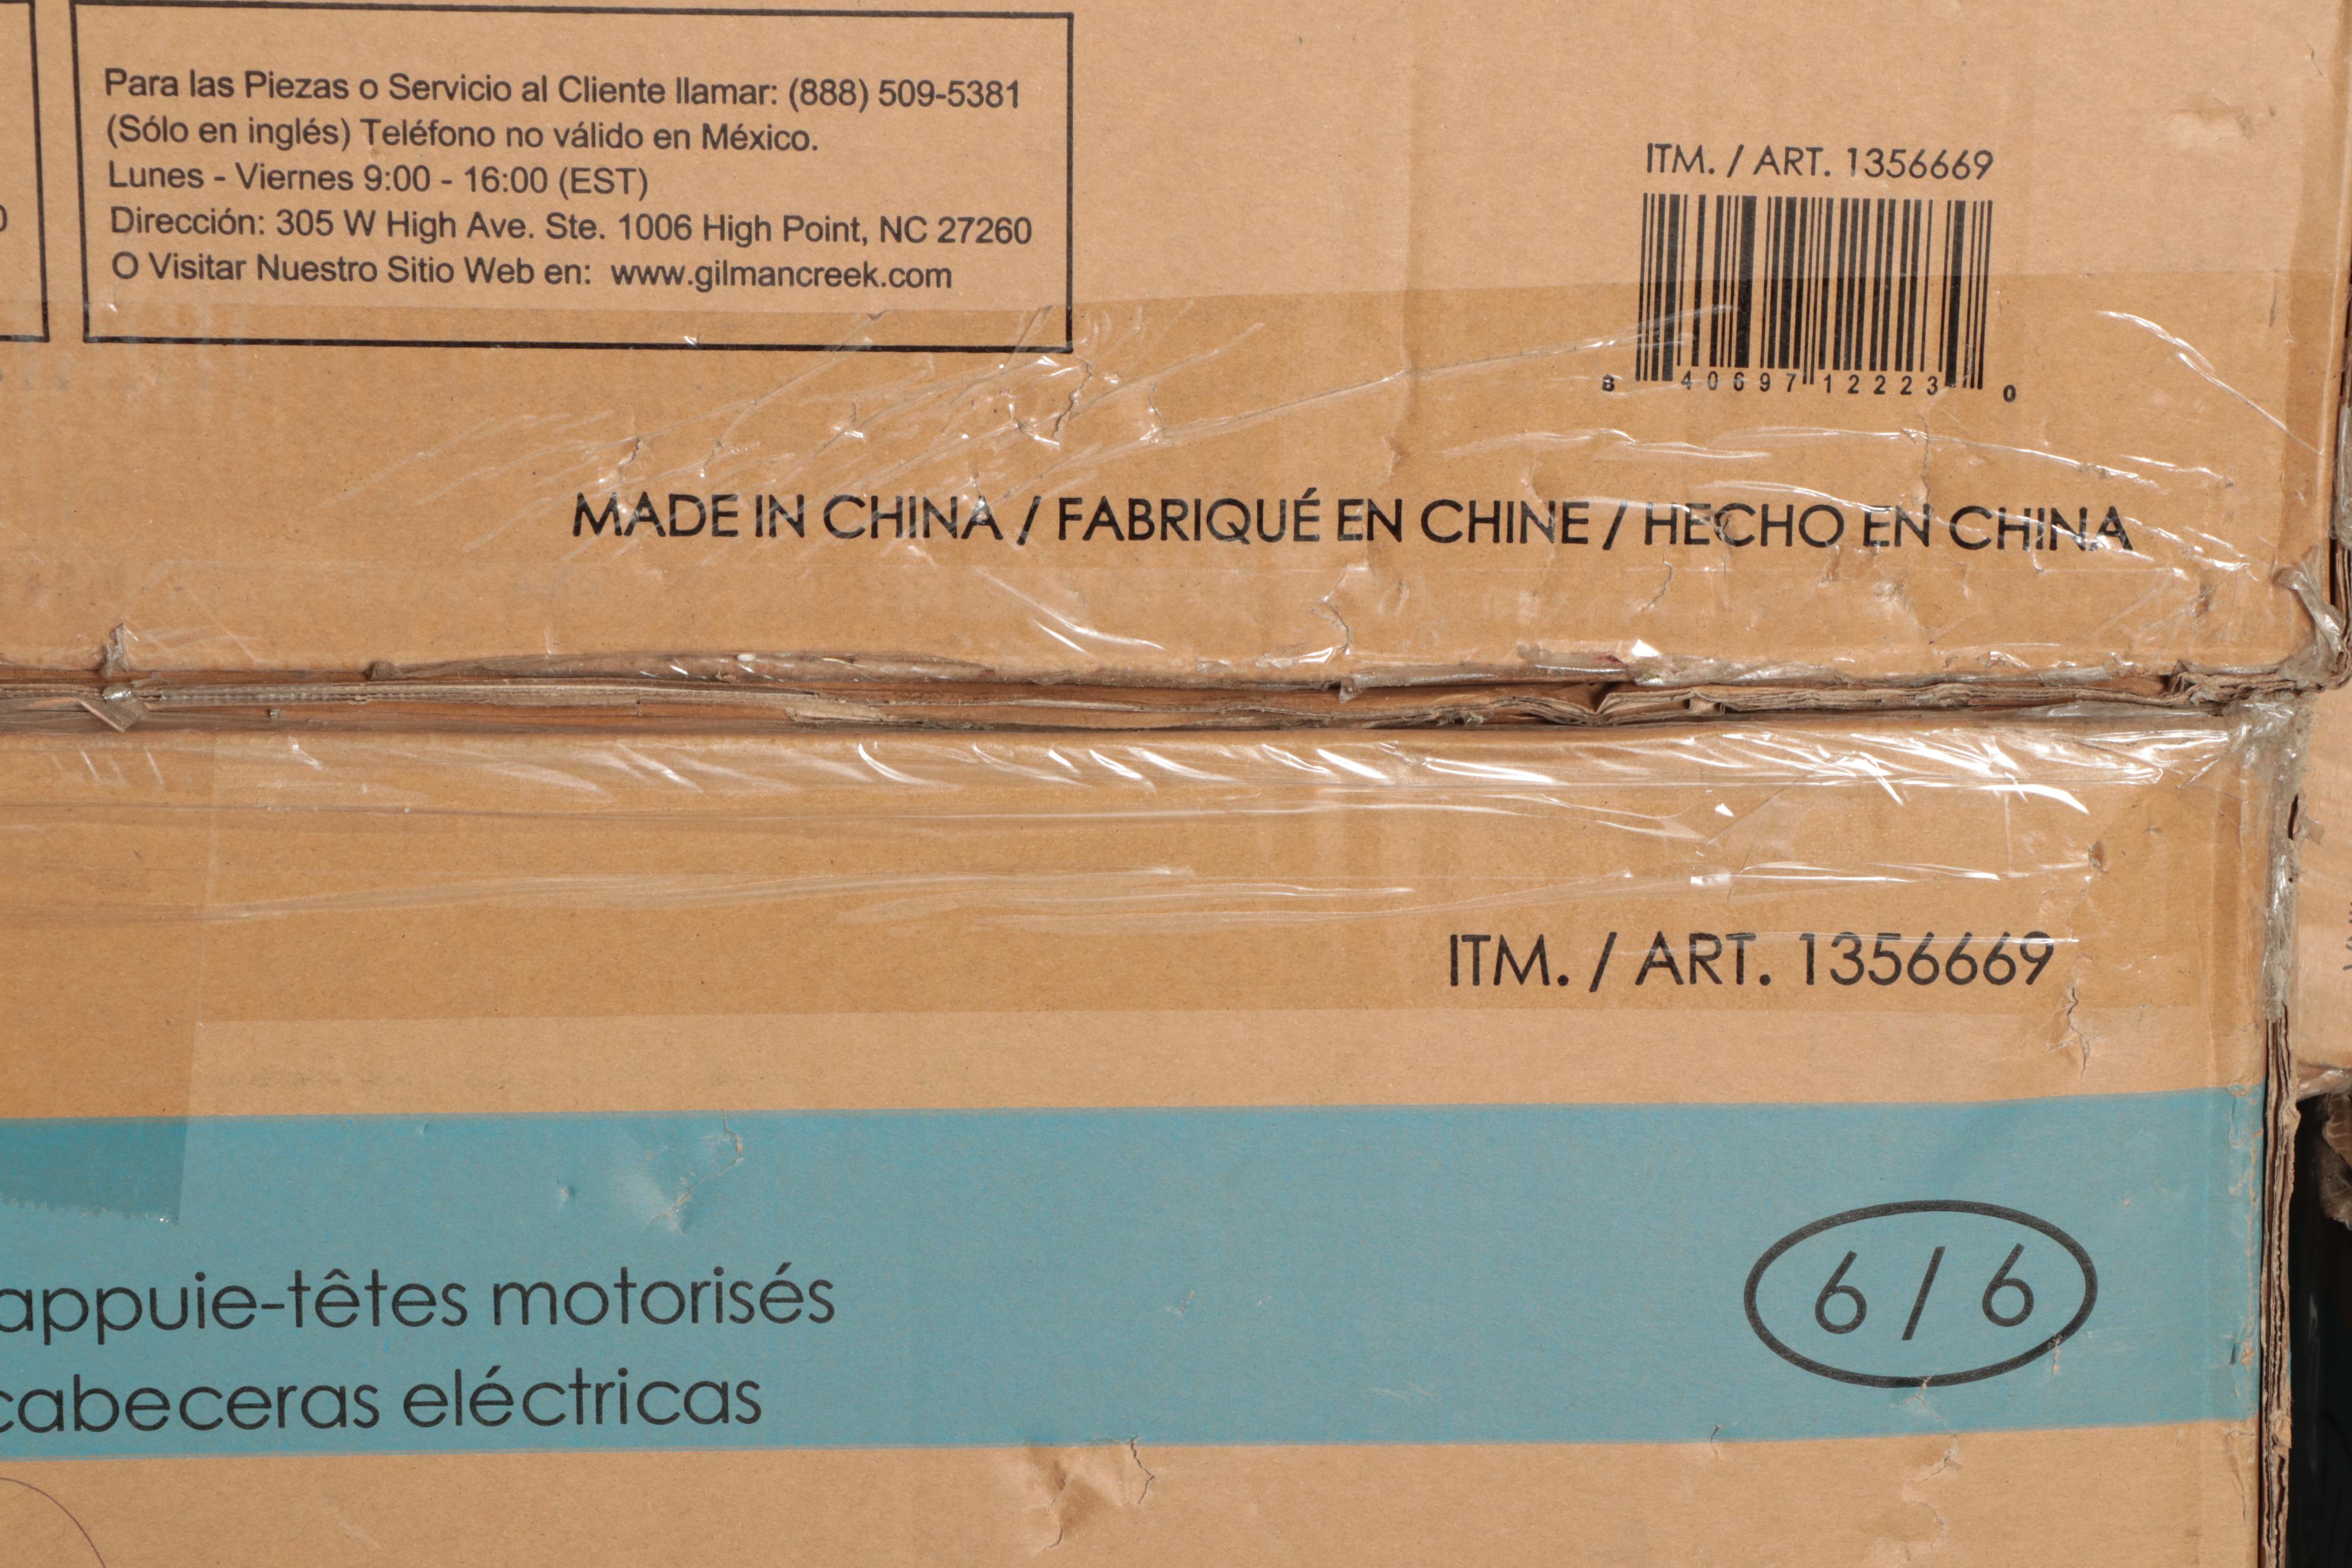 Para las Piezas o Servicio al Cliente llamar: (888) 509-5381
(Sólo en inglés) Teléfono no válido en México.
Lunes - Viernes 9:00 - 16:00 (EST)
Dirección: 305 W High Ave. Ste. 1006 High Point, NC 27260
O Visitar Nuestro Sitio Web en: www.gilmancreek.com
ITM. / ART. 1356669
8 40697 12223 0
MADE IN CHINA / FABRIQUÉ EN CHINE / HECHO EN CHINA
ITM. / ART. 1356669
6 / 6
appuie-têtes motorisés
cabeceras eléctricas